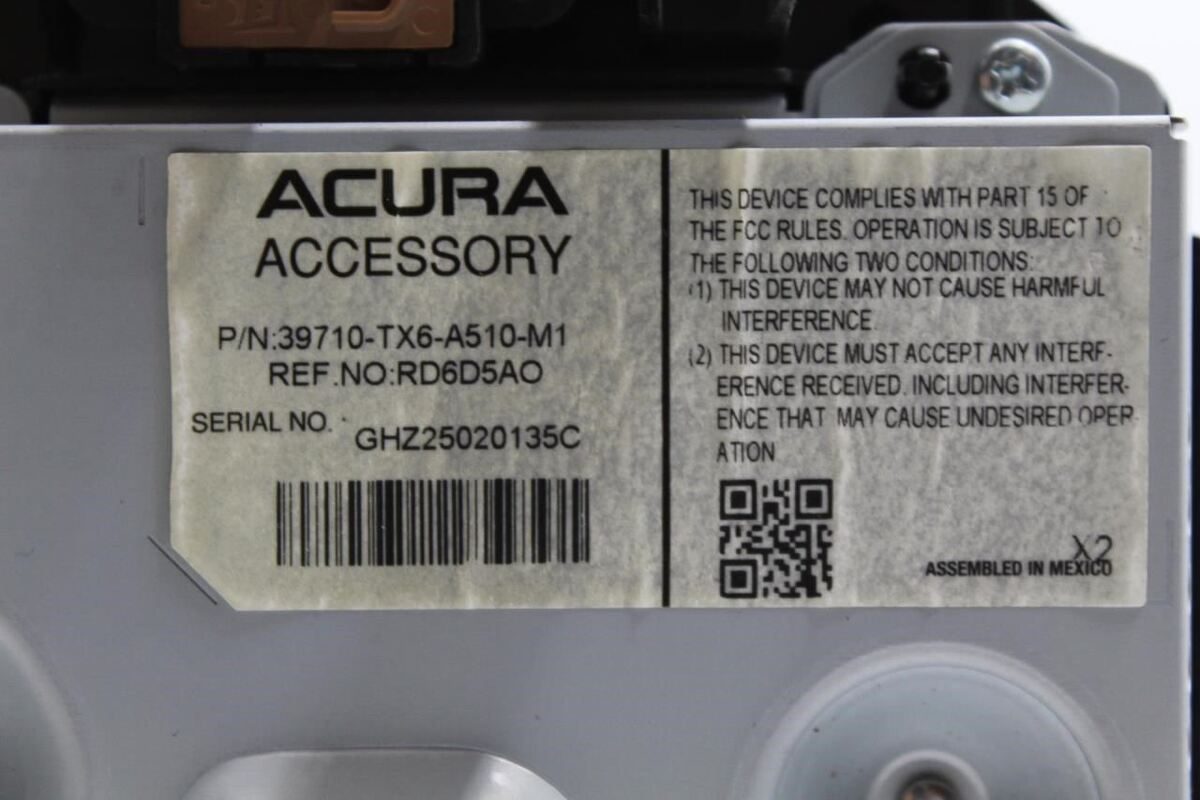 ACURA
ACCESSORY
P/N:39710-TX6-A510-M1
REF.NO:RD6D5AO
SERIAL NO.
GHZ25020135C
THIS DEVICE COMPLIES WITH PART 15 OF
THE FCC RULES. OPERATION IS SUBJECT TO
THE FOLLOWING TWO CONDITIONS:
(1) THIS DEVICE MAY NOT CAUSE HARMFUL
INTERFERENCE.
(2) THIS DEVICE MUST ACCEPT ANY INTERF-
ERENCE RECEIVED. INCLUDING INTERFER-
ENCE THAT MAY CAUSE UNDESIRED OPER-
ATION
X2
ASSEMBLED IN MEXICO